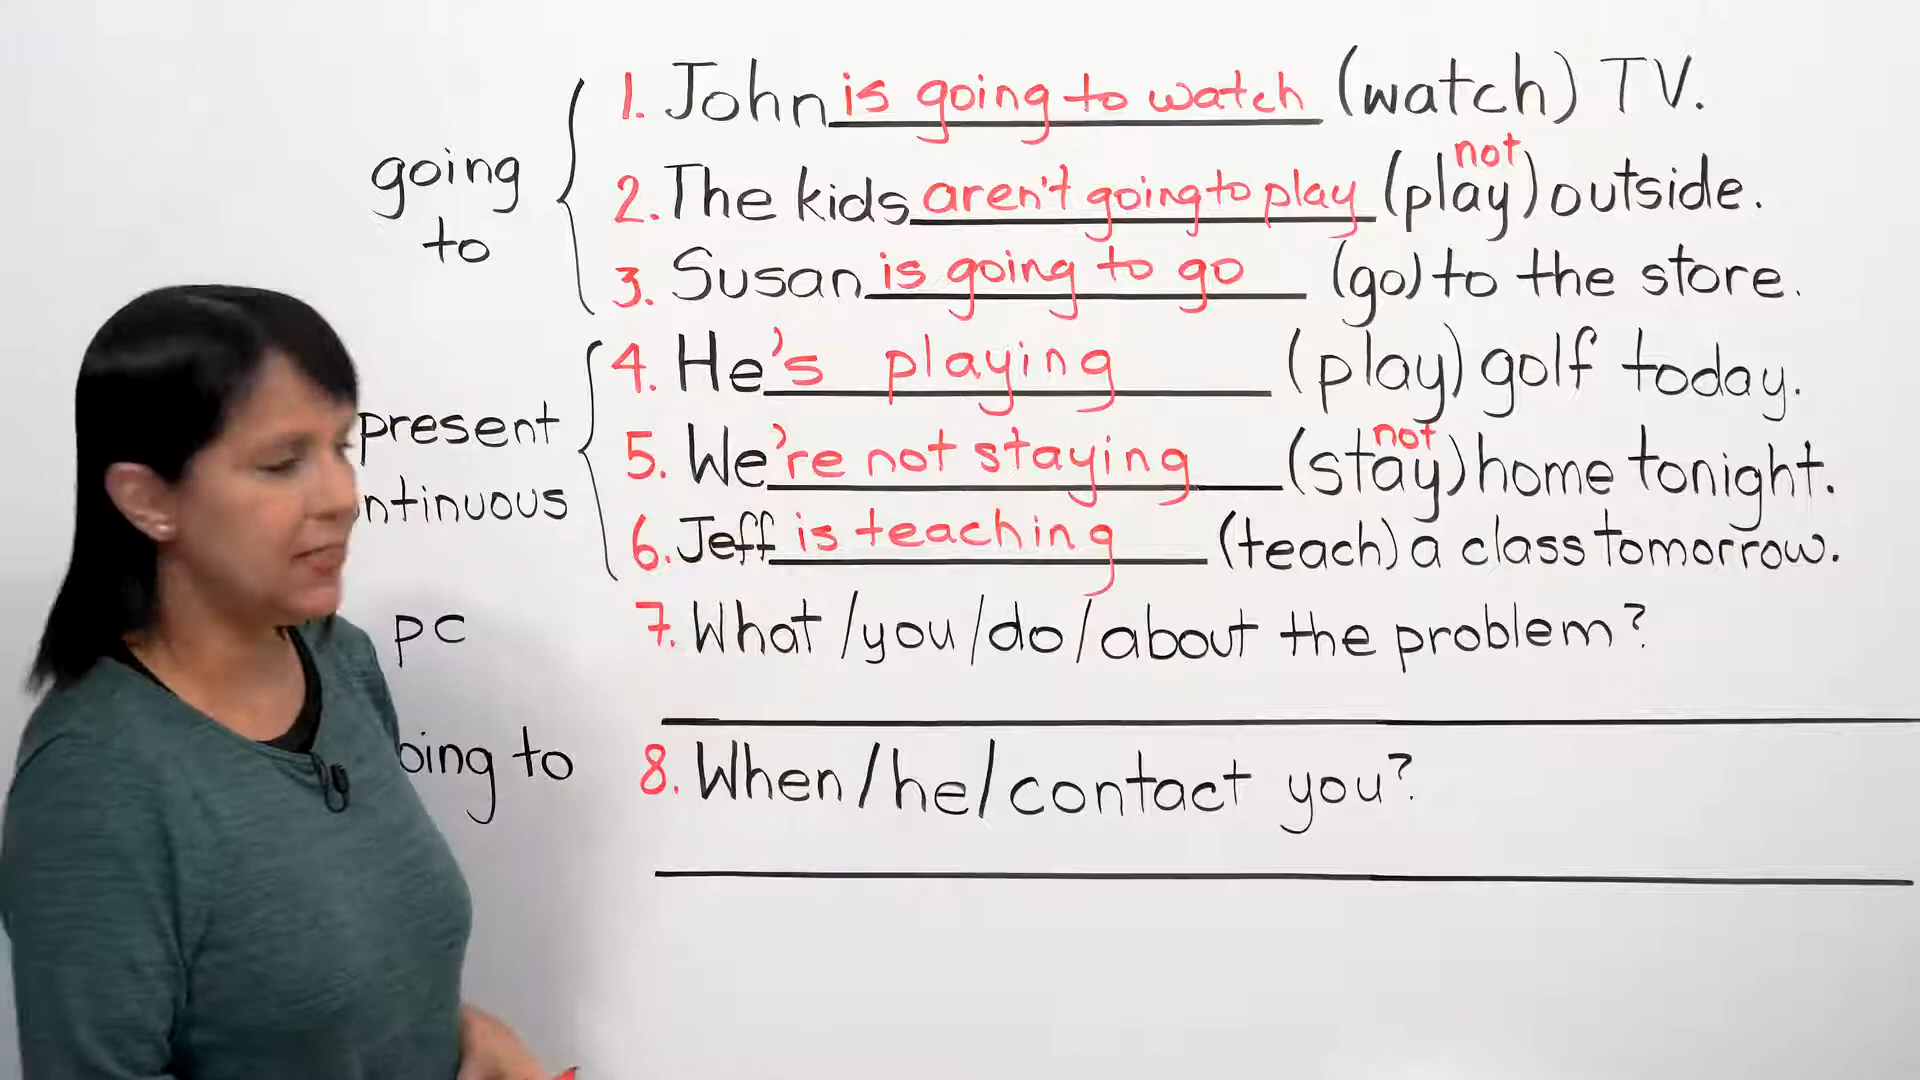 going
to
1. John is going to watch (watch) TV.
not
2. The kids aren't going to play (play) outside.
3. Susan is going to go (go) to the store.
present
ntinuous
4. He's playing (play) golf today.
not
5. We're not staying (stay) home tonight.
6. Jeff is teaching (teach) a class tomorrow.
pc
7. What/you/do/about the problem?
oing to
8. When/he/contact you?